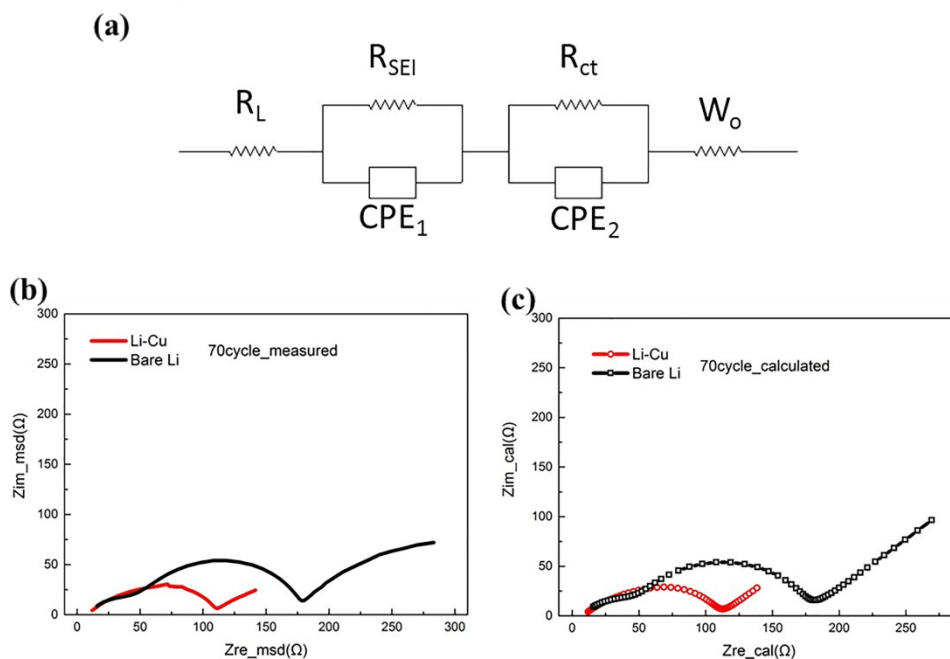 (a)
R_SEI
R_ct
R_L
W_o
CPE_1
CPE_2
(b)
300
250
200
150
100
50
0
Zim_msd(Ω)
Li-Cu
Bare Li
70cycle_measured
0 50 100 150 200 250 300
Zre_msd(Ω)
(c)
300
250
200
150
100
50
0
Zim_cal(Ω)
Li-Cu
Bare Li
70cycle_calculated
0 50 100 150 200 250
Zre_cal(Ω)